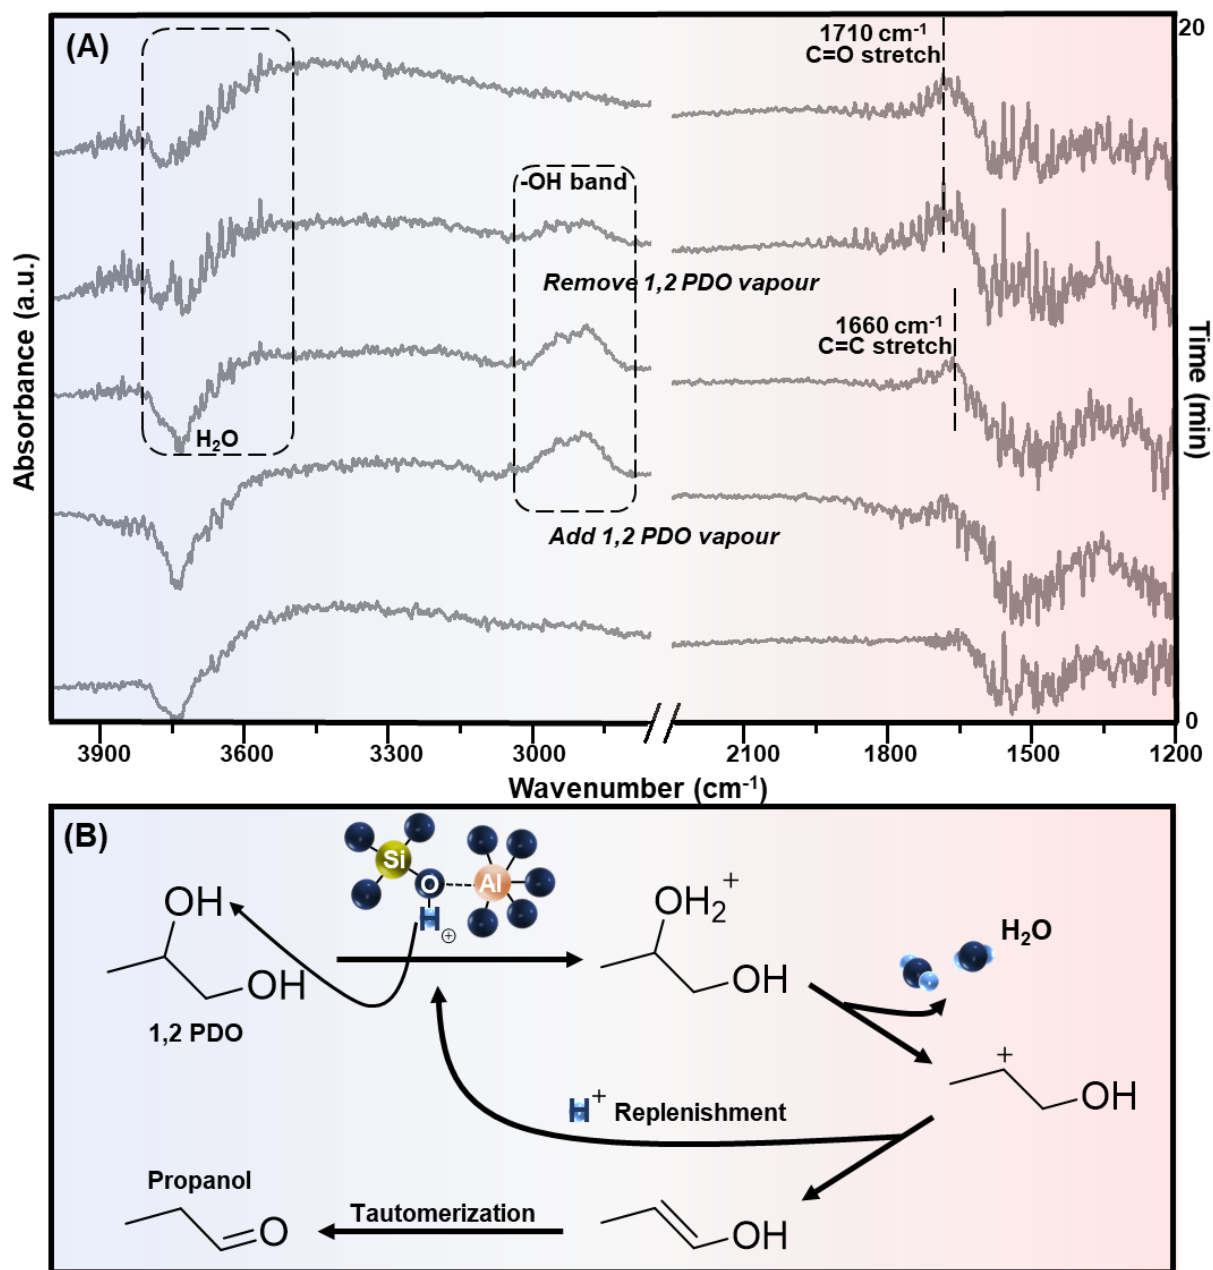 (A)
1710 cm⁻¹
C=O stretch
20
-OH band
Remove 1,2 PDO vapour
1660 cm⁻¹
C=C stretch
H₂O
Add 1,2 PDO vapour
Absorbance (a.u.)
Time (min)
0
3900 3600 3300 3000 2100 1800 1500 1200
Wavenumber (cm⁻¹)
(B)
Si
O
Al
H
⊕
OH
OH
1,2 PDO
OH₂⁺
OH
H₂O
+
OH
H⁺ Replenishment
Propanol
O
Tautomerization
OH